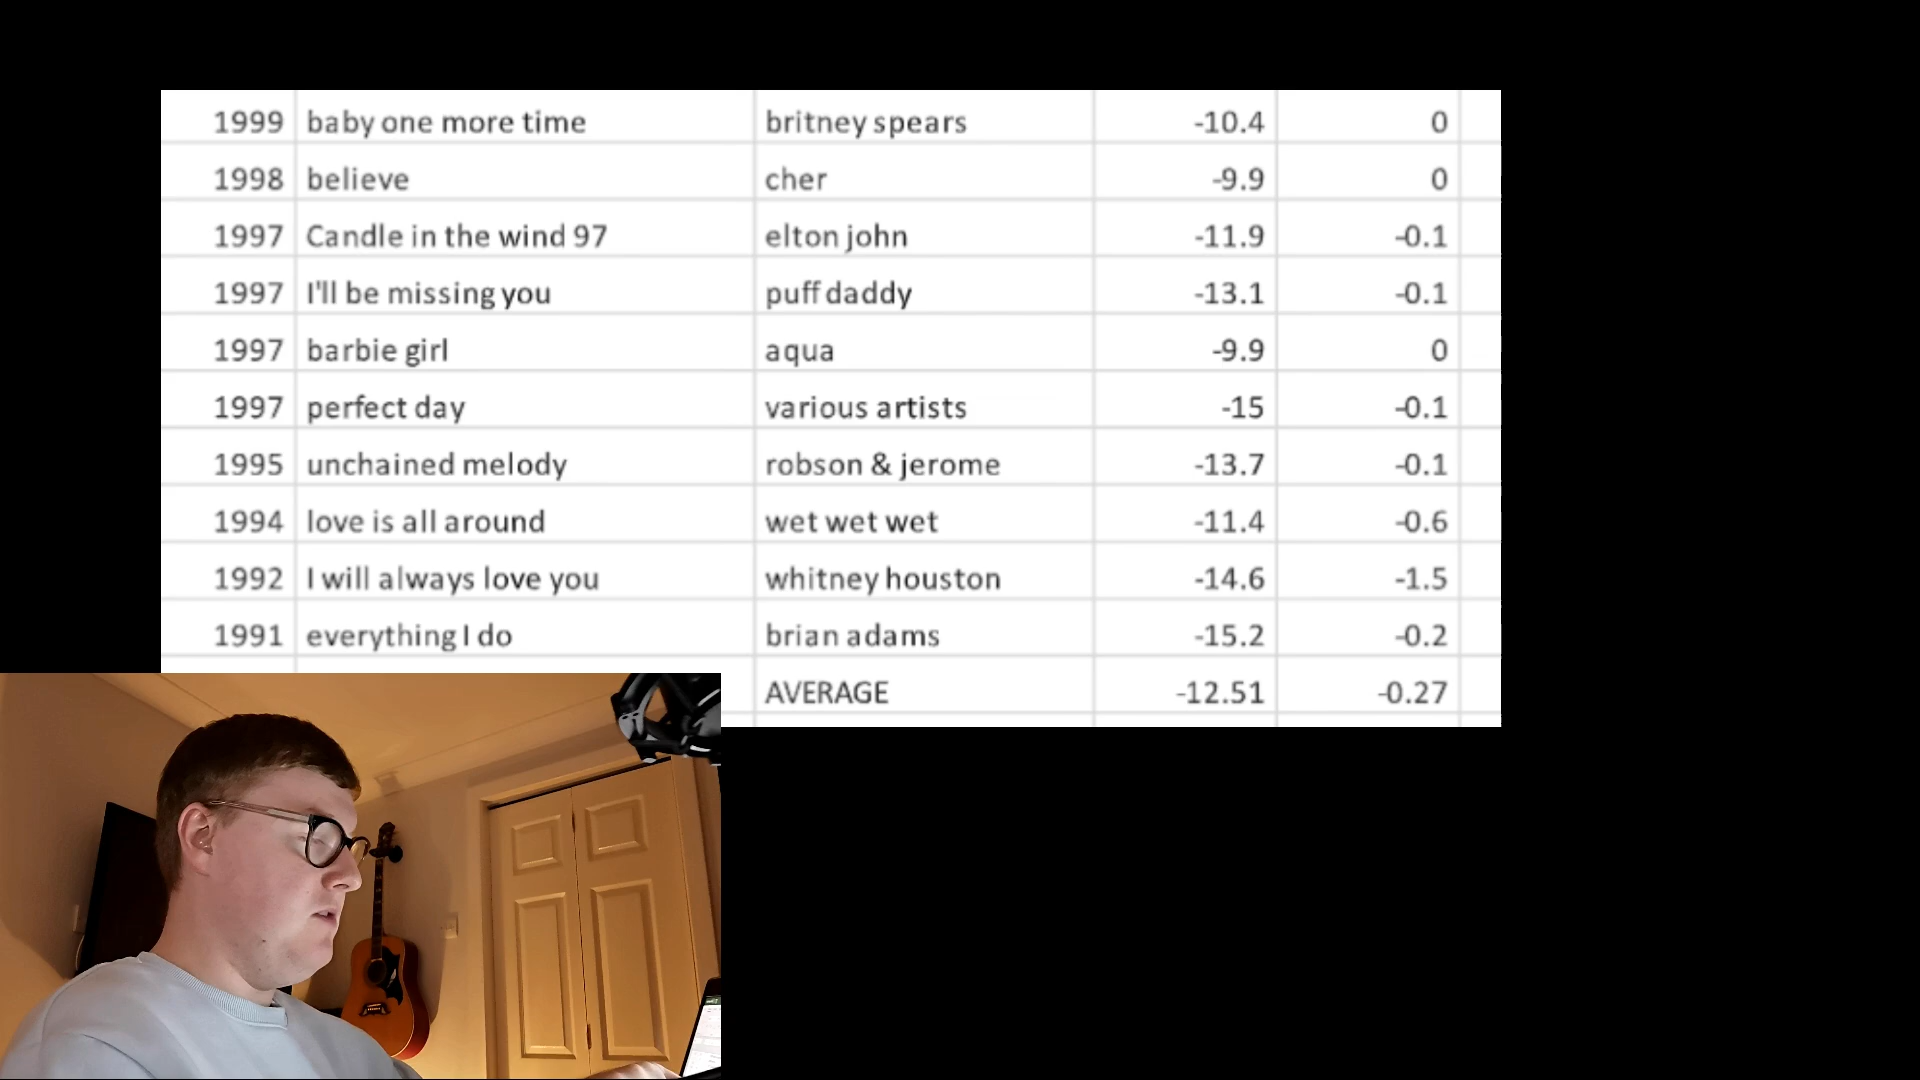 1999 baby one more time britney spears -10.4 0
1998 believe cher -9.9 0
1997 Candle in the wind 97 elton john -11.9 -0.1
1997 I'll be missing you puff daddy -13.1 -0.1
1997 barbie girl aqua -9.9 0
1997 perfect day various artists -15 -0.1
1995 unchained melody robson & jerome -13.7 -0.1
1994 love is all around wet wet wet -11.4 -0.6
1992 I will always love you whitney houston -14.6 -1.5
1991 everything I do brian adams -15.2 -0.2
AVERAGE -12.51 -0.27